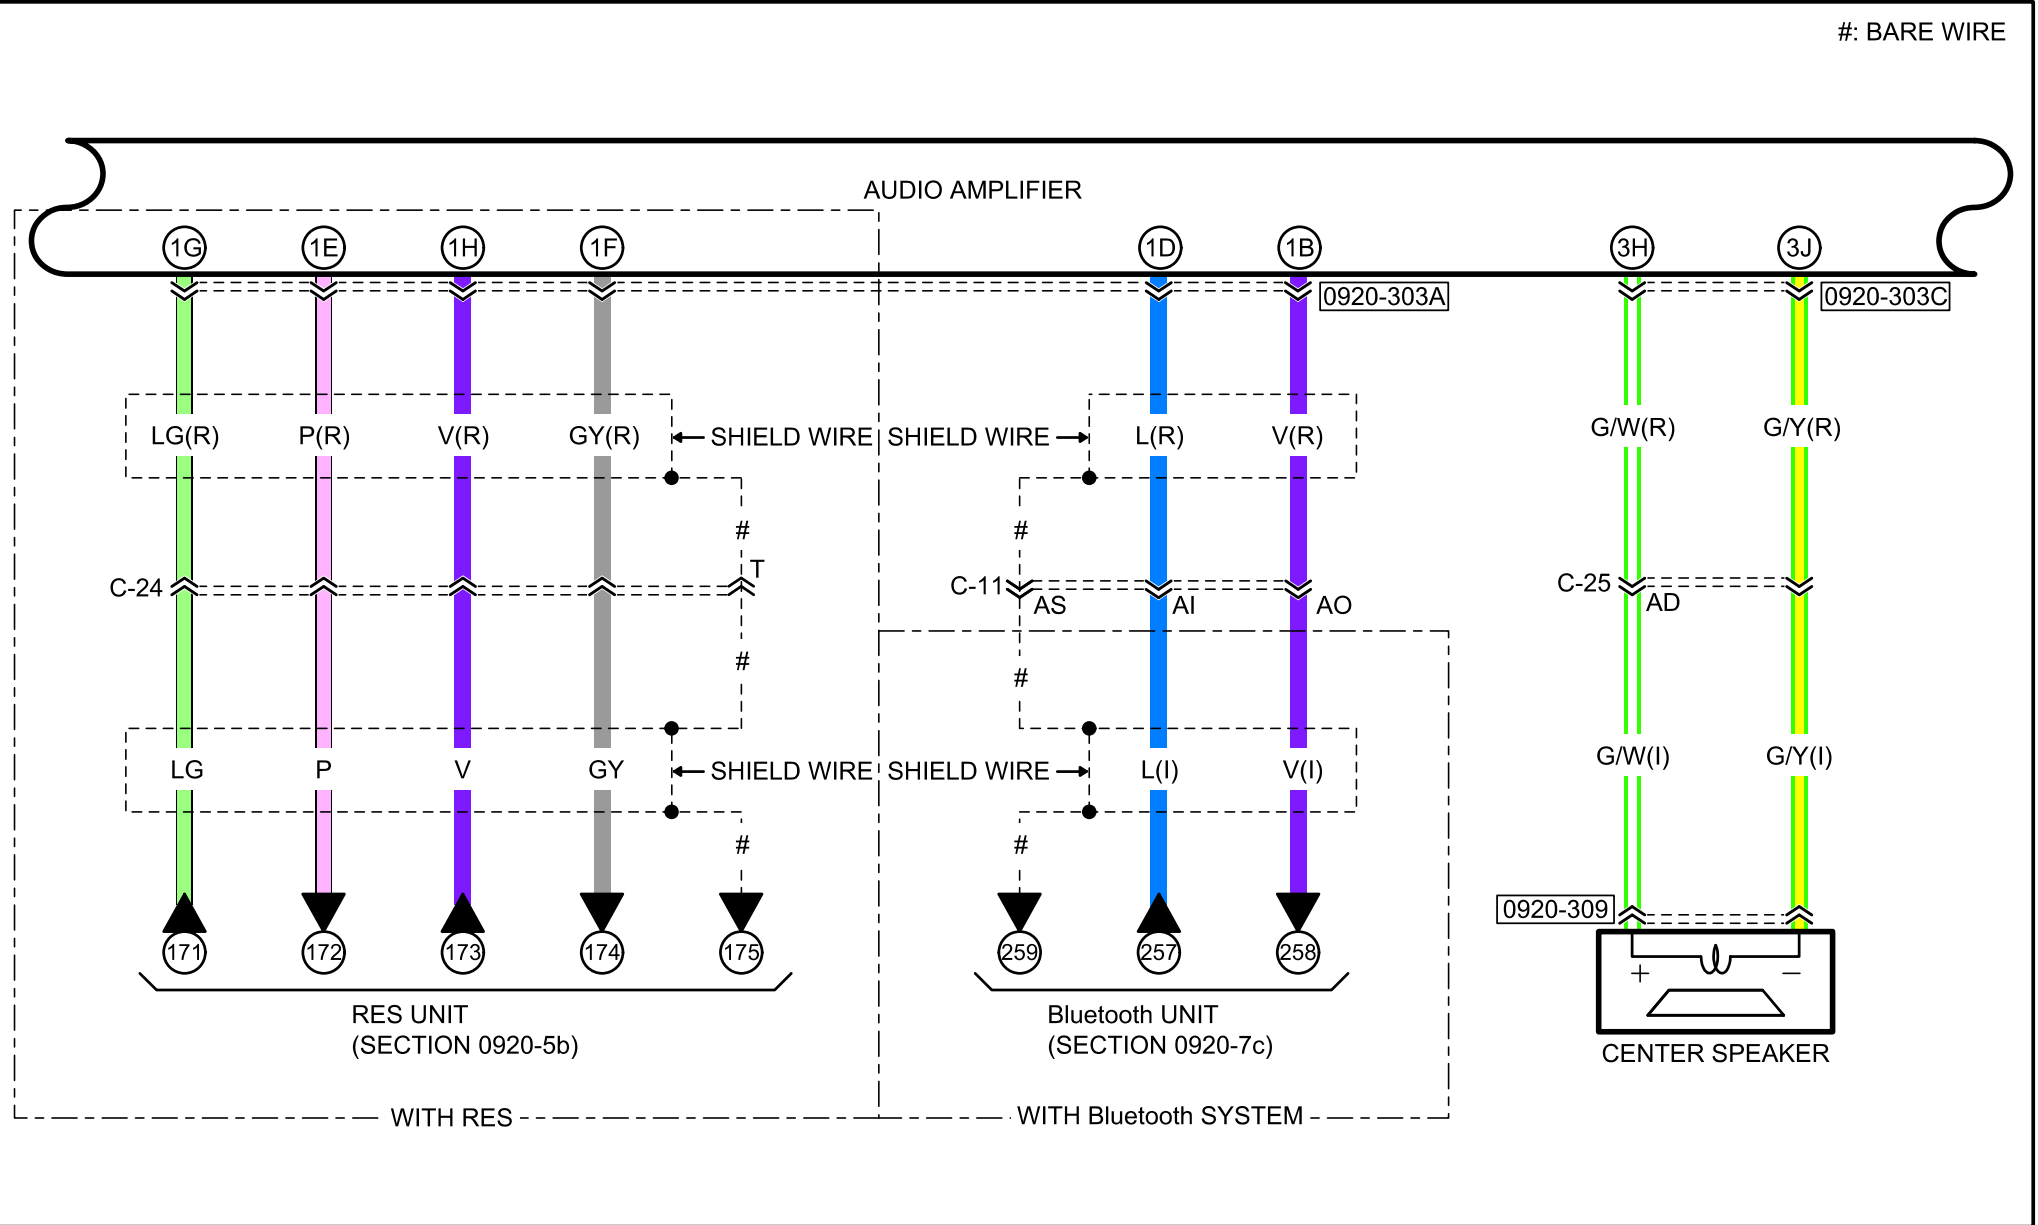 #: BARE WIRE
AUDIO AMPLIFIER
1G 1E 1H 1F 1D 1B 3H 3J
0920-303A 0920-303C
LG(R) P(R) V(R) GY(R) SHIELD WIRE SHIELD WIRE L(R) V(R) G/W(R) G/Y(R)
# #
T
C-24 C-11 C-25
AS AI AO AD
# #
LG P V GY SHIELD WIRE SHIELD WIRE L(I) V(I) G/W(I) G/Y(I)
# #
0920-309
171 172 173 174 175 259 257 258
+ −
RES UNIT
(SECTION 0920-5b)
Bluetooth UNIT
(SECTION 0920-7c)
CENTER SPEAKER
WITH RES
WITH Bluetooth SYSTEM